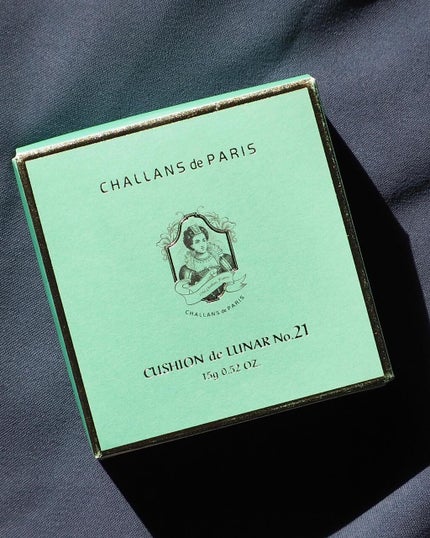 CHALLANS de PARIS
CHALLANS de PARIS
CUSHION de LUNAR No.21
15g 0.52 OZ.